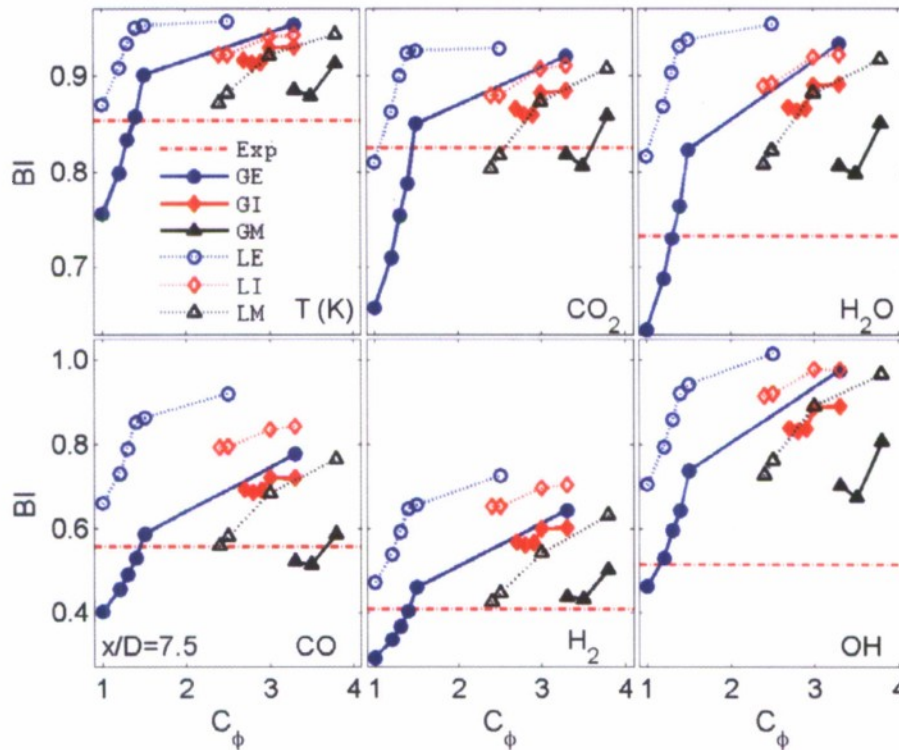 BI
0.9
0.8
0.7
Exp
GE
GI
GM
LE
LI
LM
T (K)
CO2
H2O
BI
1.0
0.8
0.6
0.4
x/D=7.5
CO
H2
OH
1 2 3 4
1 2 3 4
1 2 3 4
Cϕ
Cϕ
Cϕ